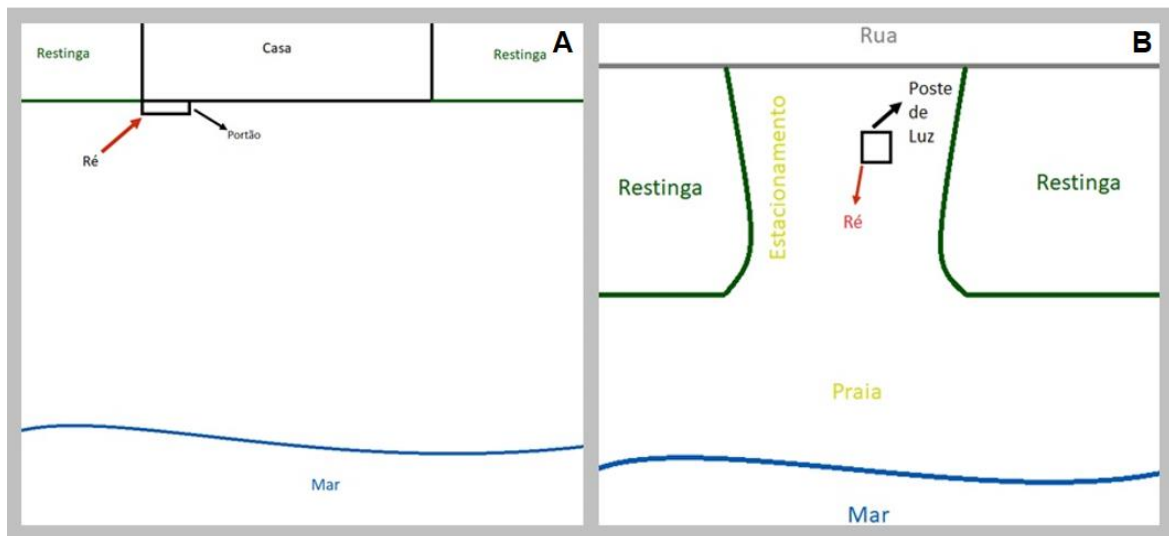 A
Restinga
Casa
Restinga
Portão
Ré
Mar
B
Rua
Poste
de
Luz
Estacionamento
Restinga
Restinga
Ré
Praia
Mar